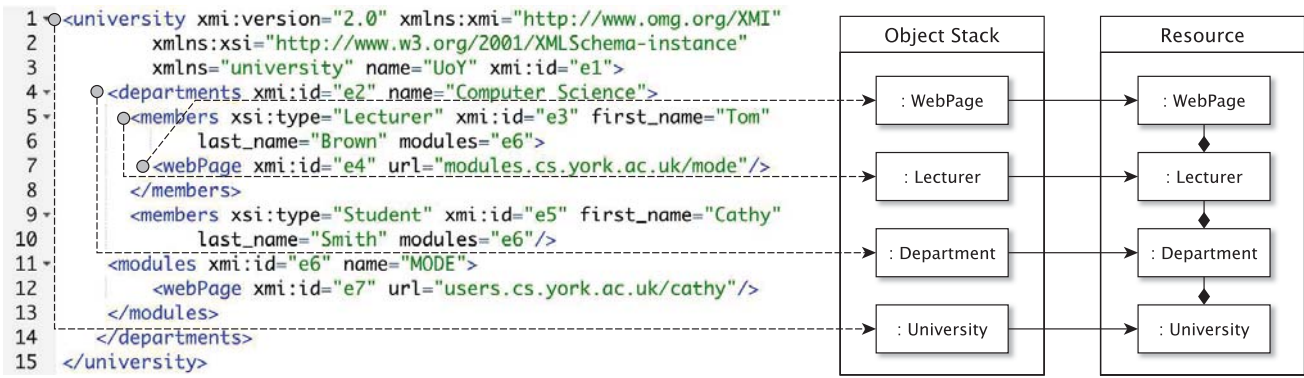 1 <university xmi:version="2.0" xmlns:xmi="http://www.omg.org/XMI"
2 xmlns:xsi="http://www.w3.org/2001/XMLSchema-instance"
3 xmlns="university" name="UoY" xmi:id="e1">
4 <departments xmi:id="e2" name="Computer Science">
5 <members xsi:type="Lecturer" xmi:id="e3" first_name="Tom"
6 last_name="Brown" modules="e6">
7 <webPage xmi:id="e4" url="modules.cs.york.ac.uk/mode"/>
8 </members>
9 <members xsi:type="Student" xmi:id="e5" first_name="Cathy"
10 last_name="Smith" modules="e6"/>
11 <modules xmi:id="e6" name="MODE">
12 <webPage xmi:id="e7" url="users.cs.york.ac.uk/cathy"/>
13 </modules>
14 </departments>
15 </university>
Object Stack
: WebPage
: Lecturer
: Department
: University
Resource
: WebPage
: Lecturer
: Department
: University